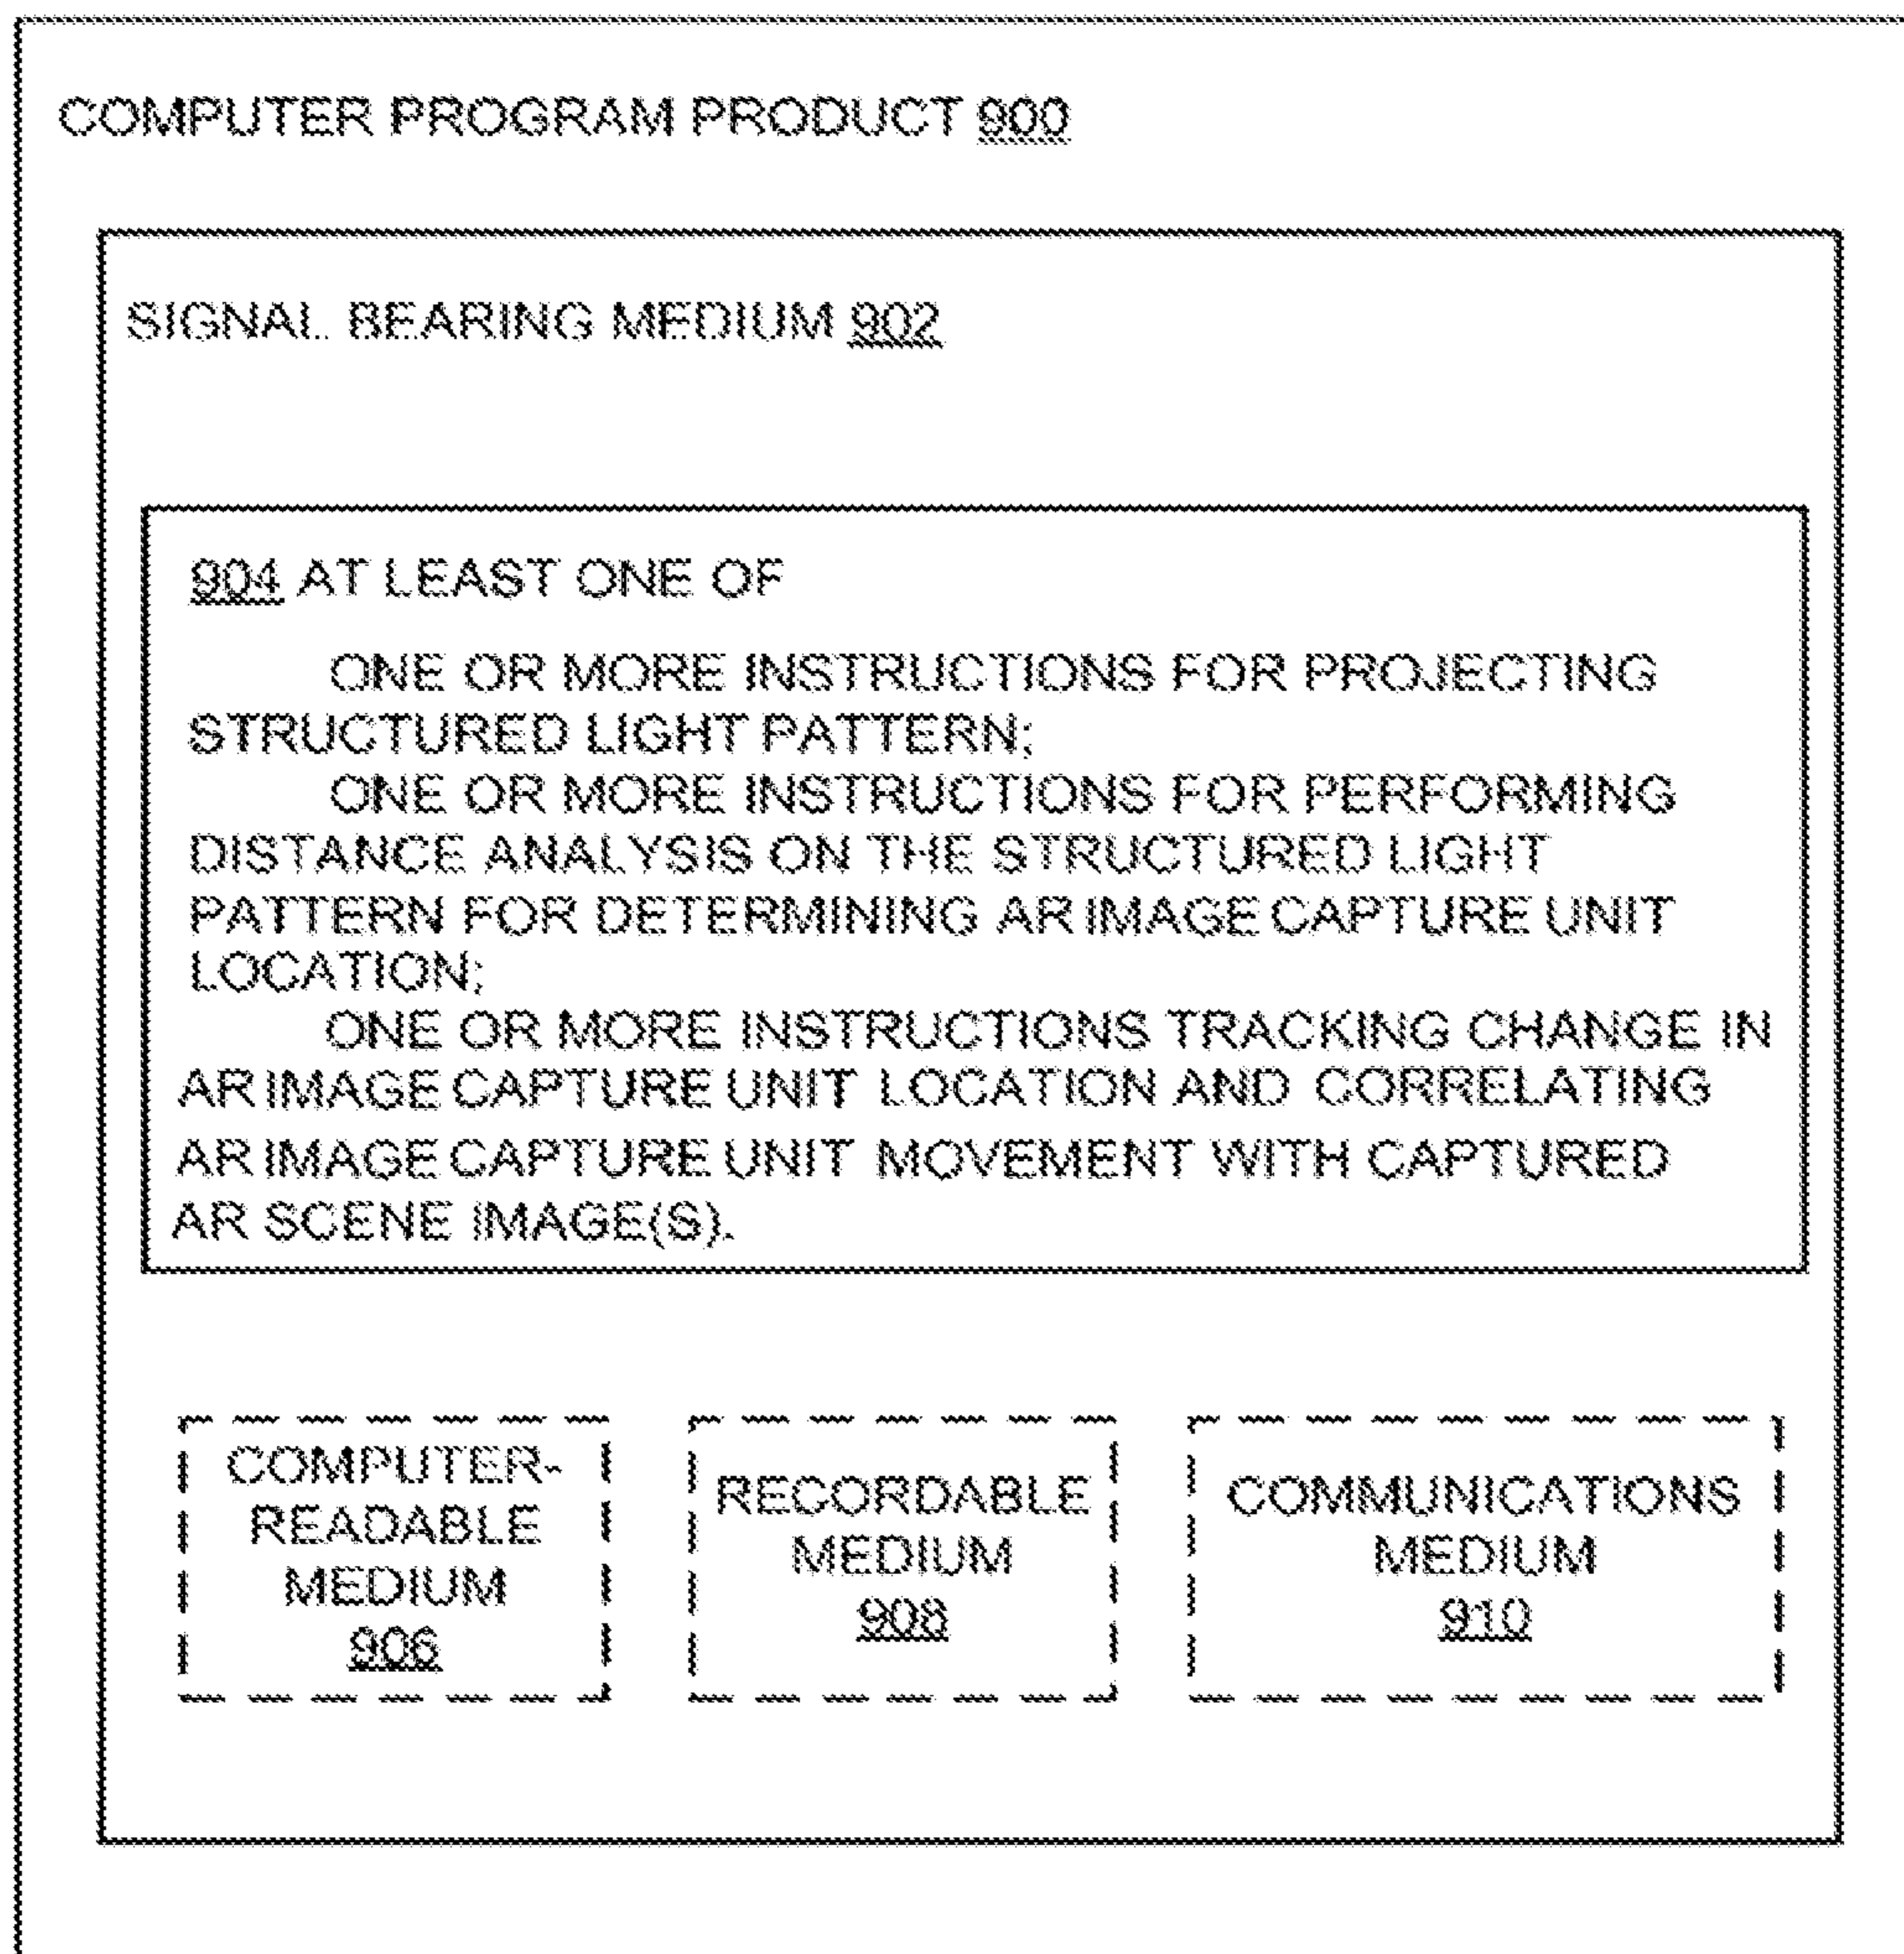 COMPUTER PROGRAM PRODUCT 900
SIGNAL BEARING MEDIUM 902
904 AT LEAST ONE OF
ONE OR MORE INSTRUCTIONS FOR PROJECTING
STRUCTURED LIGHT PATTERN;
ONE OR MORE INSTRUCTIONS FOR PERFORMING
DISTANCE ANALYSIS ON THE STRUCTURED LIGHT
PATTERN FOR DETERMINING AR IMAGE CAPTURE UNIT
LOCATION;
ONE OR MORE INSTRUCTIONS TRACKING CHANGE IN
AR IMAGE CAPTURE UNIT LOCATION AND CORRELATING
AR IMAGE CAPTURE UNIT MOVEMENT WITH CAPTURED
AR SCENE IMAGE(S).
COMPUTER-
READABLE
MEDIUM
906
RECORDABLE
MEDIUM
908
COMMUNICATIONS
MEDIUM
910